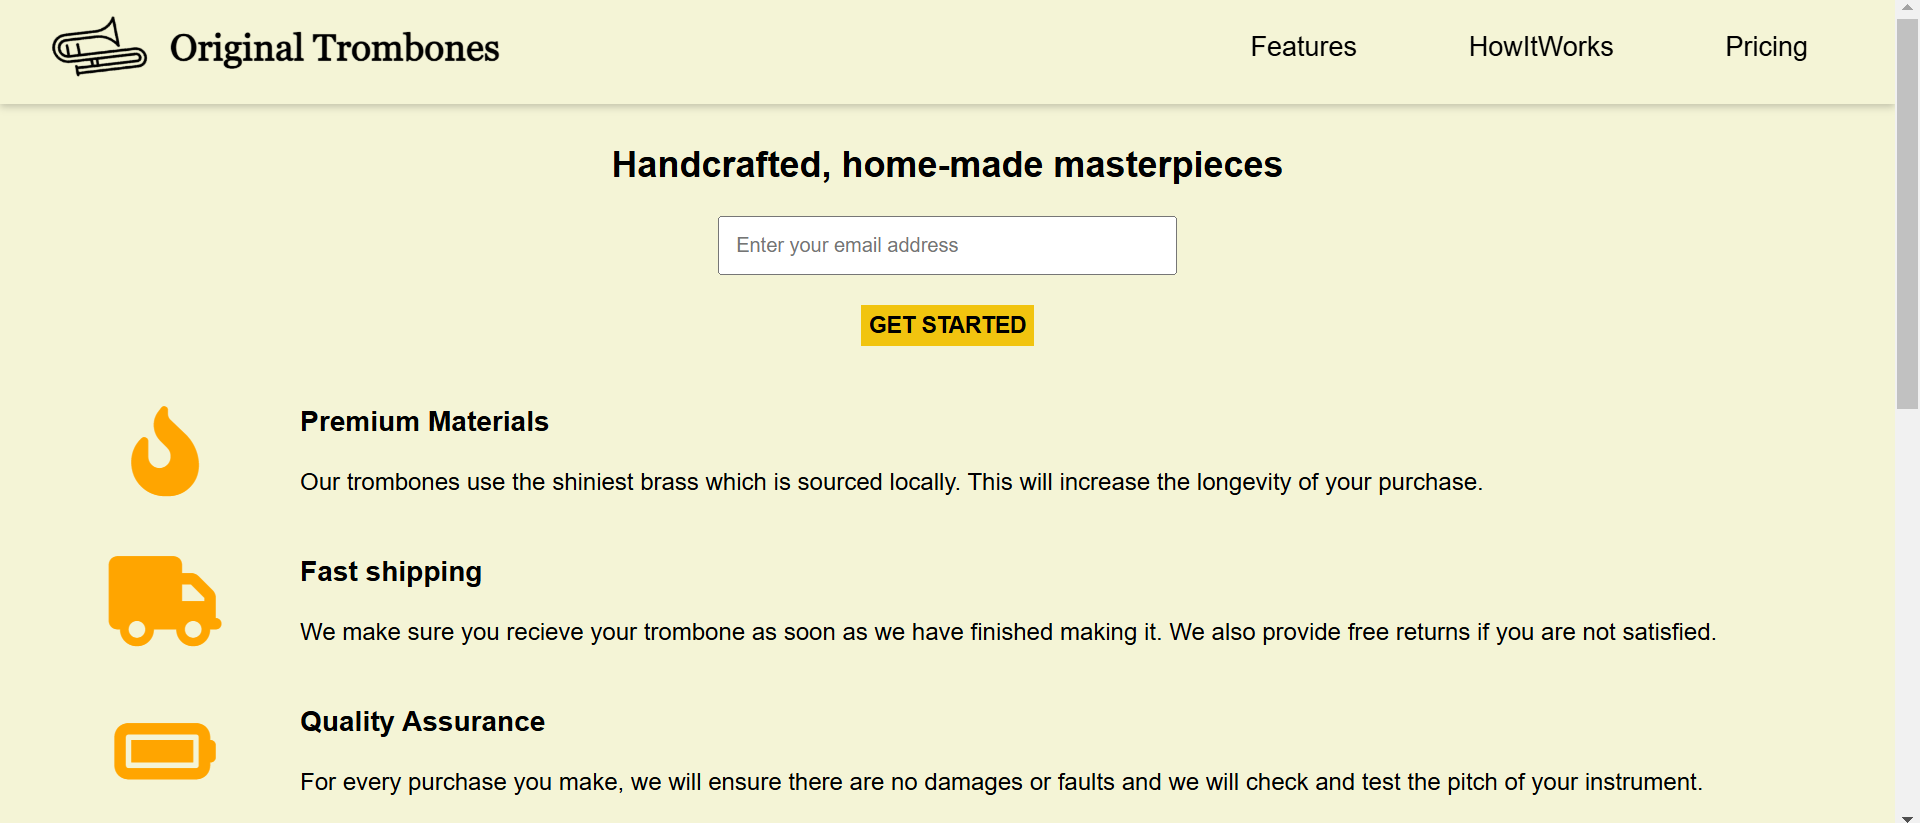 Original Trombones
Features
HowItWorks
Pricing
Handcrafted, home-made masterpieces
Enter your email address
GET STARTED
Premium Materials
Our trombones use the shiniest brass which is sourced locally. This will increase the longevity of your purchase.
Fast shipping
We make sure you recieve your trombone as soon as we have finished making it. We also provide free returns if you are not satisfied.
Quality Assurance
For every purchase you make, we will ensure there are no damages or faults and we will check and test the pitch of your instrument.